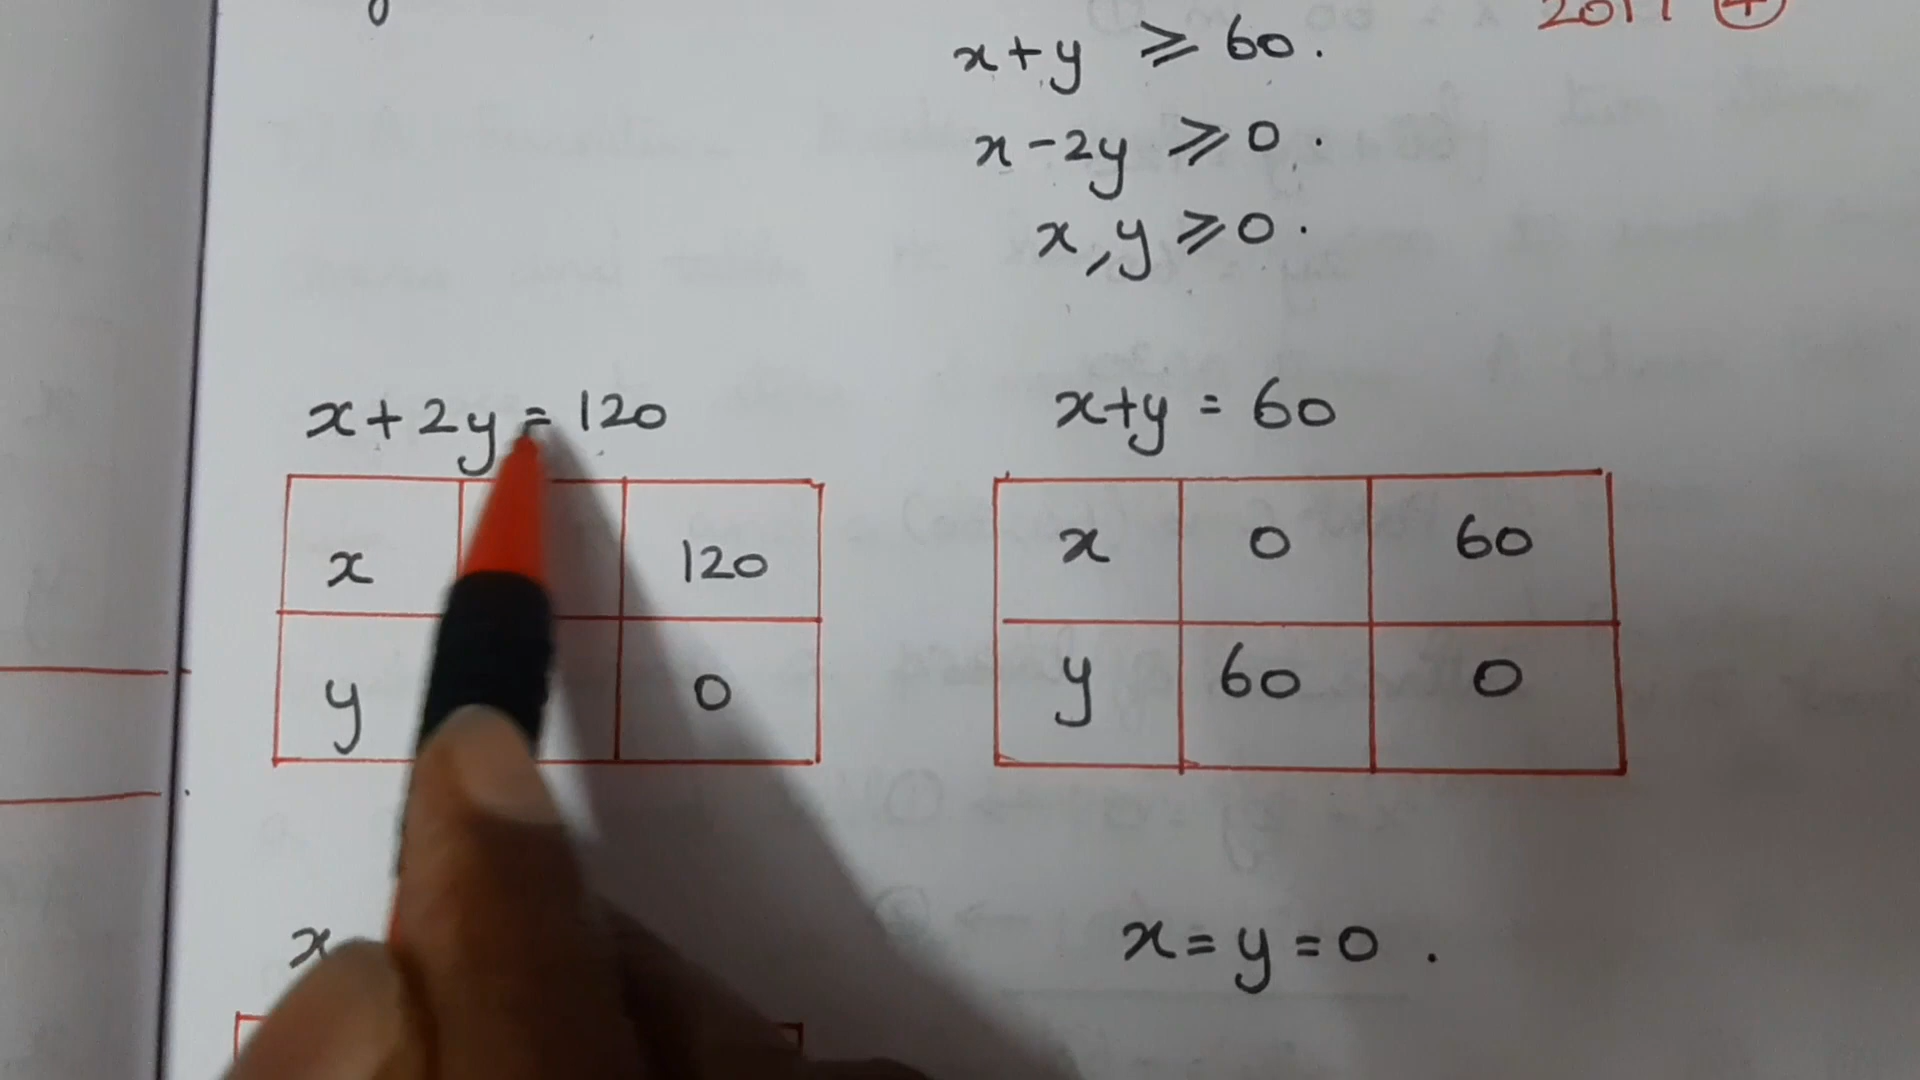 x+y ≥ 60.
x-2y ≥ 0.
x,y ≥ 0.
x+2y = 120
x 120
y 0
x+y = 60
x 0 60
y 60 0
x
x = y = 0.